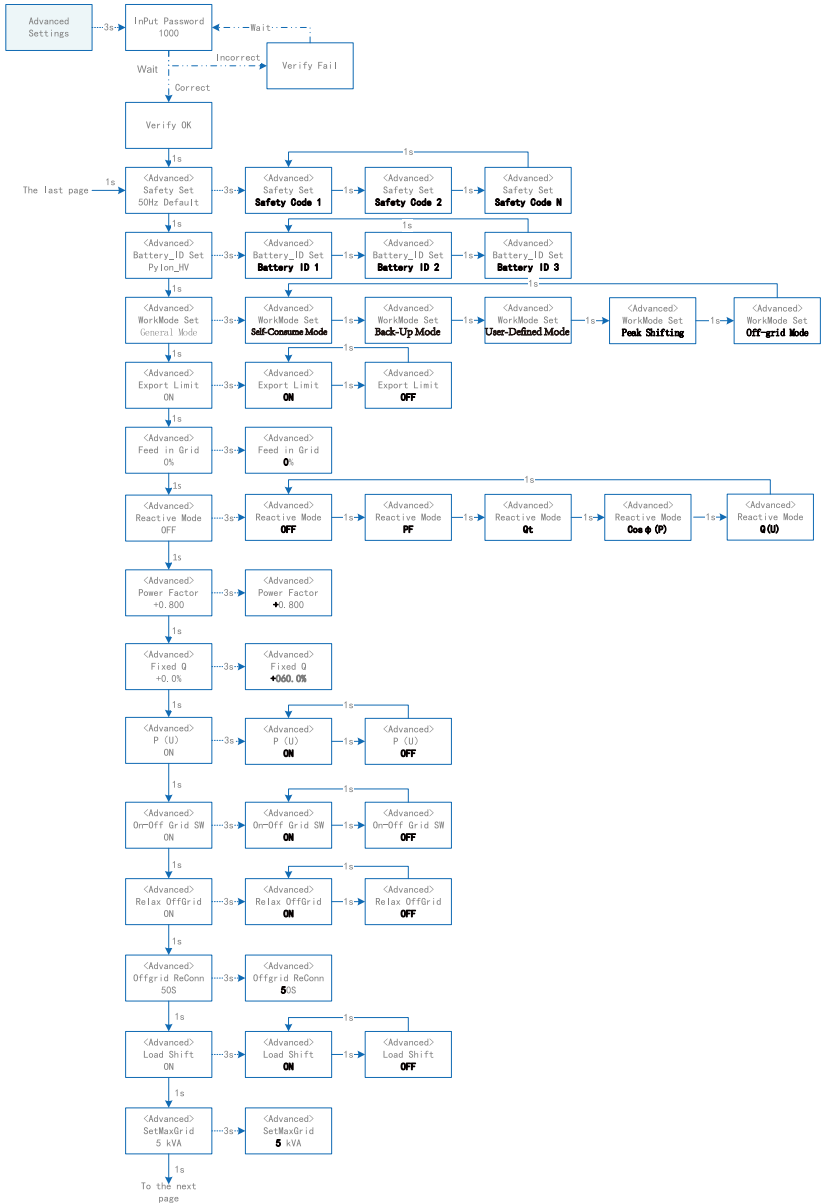 Advanced
Settings
3s
InPut Password
1000
Wait
Wait
Incorrect
Verify Fail
Correct
Verify OK
1s
1s
The last page
1s
<Advanced>
Safety Set
50Hz Default
3s
<Advanced>
Safety Set
Safety Code 1
1s
<Advanced>
Safety Set
Safety Code 2
1s
<Advanced>
Safety Set
Safety Code N
1s
1s
<Advanced>
Battery_ID Set
Pylon_HV
3s
<Advanced>
Battery_ID Set
Battery ID 1
1s
<Advanced>
Battery_ID Set
Battery ID 2
1s
<Advanced>
Battery_ID Set
Battery ID 3
1s
1s
<Advanced>
WorkMode Set
General Mode
3s
<Advanced>
WorkMode Set
Self-Consume Mode
1s
<Advanced>
WorkMode Set
Back-Up Mode
1s
<Advanced>
WorkMode Set
User-Defined Mode
1s
<Advanced>
WorkMode Set
Peak Shifting
1s
<Advanced>
WorkMode Set
Off-grid Mode
1s
1s
<Advanced>
Export Limit
ON
3s
<Advanced>
Export Limit
ON
1s
<Advanced>
Export Limit
OFF
1s
<Advanced>
Feed in Grid
0%
3s
<Advanced>
Feed in Grid
0%
1s
1s
<Advanced>
Reactive Mode
OFF
3s
<Advanced>
Reactive Mode
OFF
1s
<Advanced>
Reactive Mode
PF
1s
<Advanced>
Reactive Mode
Qt
1s
<Advanced>
Reactive Mode
Cos φ (P)
1s
<Advanced>
Reactive Mode
Q(U)
1s
<Advanced>
Power Factor
+0.800
3s
<Advanced>
Power Factor
+0.800
1s
<Advanced>
Fixed Q
+0.0%
3s
<Advanced>
Fixed Q
+060.0%
1s
1s
<Advanced>
P (U)
ON
3s
<Advanced>
P (U)
ON
1s
<Advanced>
P (U)
OFF
1s
1s
<Advanced>
On-Off Grid SW
ON
3s
<Advanced>
On-Off Grid SW
ON
1s
<Advanced>
On-Off Grid SW
OFF
1s
1s
<Advanced>
Relax OffGrid
ON
3s
<Advanced>
Relax OffGrid
ON
1s
<Advanced>
Relax OffGrid
OFF
1s
<Advanced>
Offgrid ReConn
50S
3s
<Advanced>
Offgrid ReConn
50S
1s
1s
<Advanced>
Load Shift
ON
3s
<Advanced>
Load Shift
ON
1s
<Advanced>
Load Shift
OFF
1s
<Advanced>
SetMaxGrid
5 kVA
3s
<Advanced>
SetMaxGrid
5 kVA
1s
To the next
page